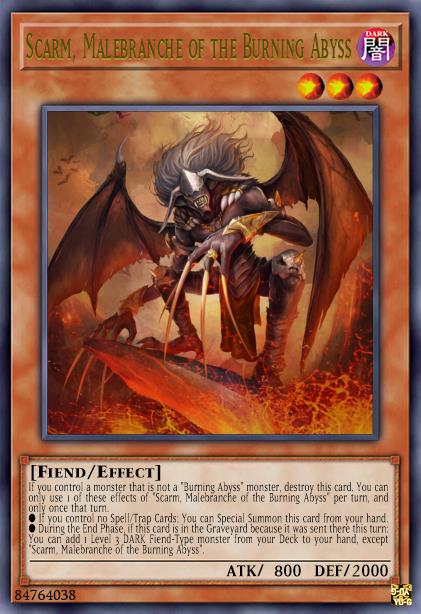 Scarm, Malebranche of the Burning Abyss
DARK
闇
[Fiend/Effect]
If you control a monster that is not a "Burning Abyss" monster, destroy this card. You can
only use 1 of these effects of "Scarm, Malebranche of the Burning Abyss" per turn, and
only once that turn.
● If you control no Spell/Trap Cards: You can Special Summon this card from your hand.
● During the End Phase, if this card is in the Graveyard because it was sent there this turn:
You can add 1 Level 3 DARK Fiend-Type monster from your Deck to your hand, except
"Scarm, Malebranche of the Burning Abyss".
ATK/ 800 DEF/2000
84764038